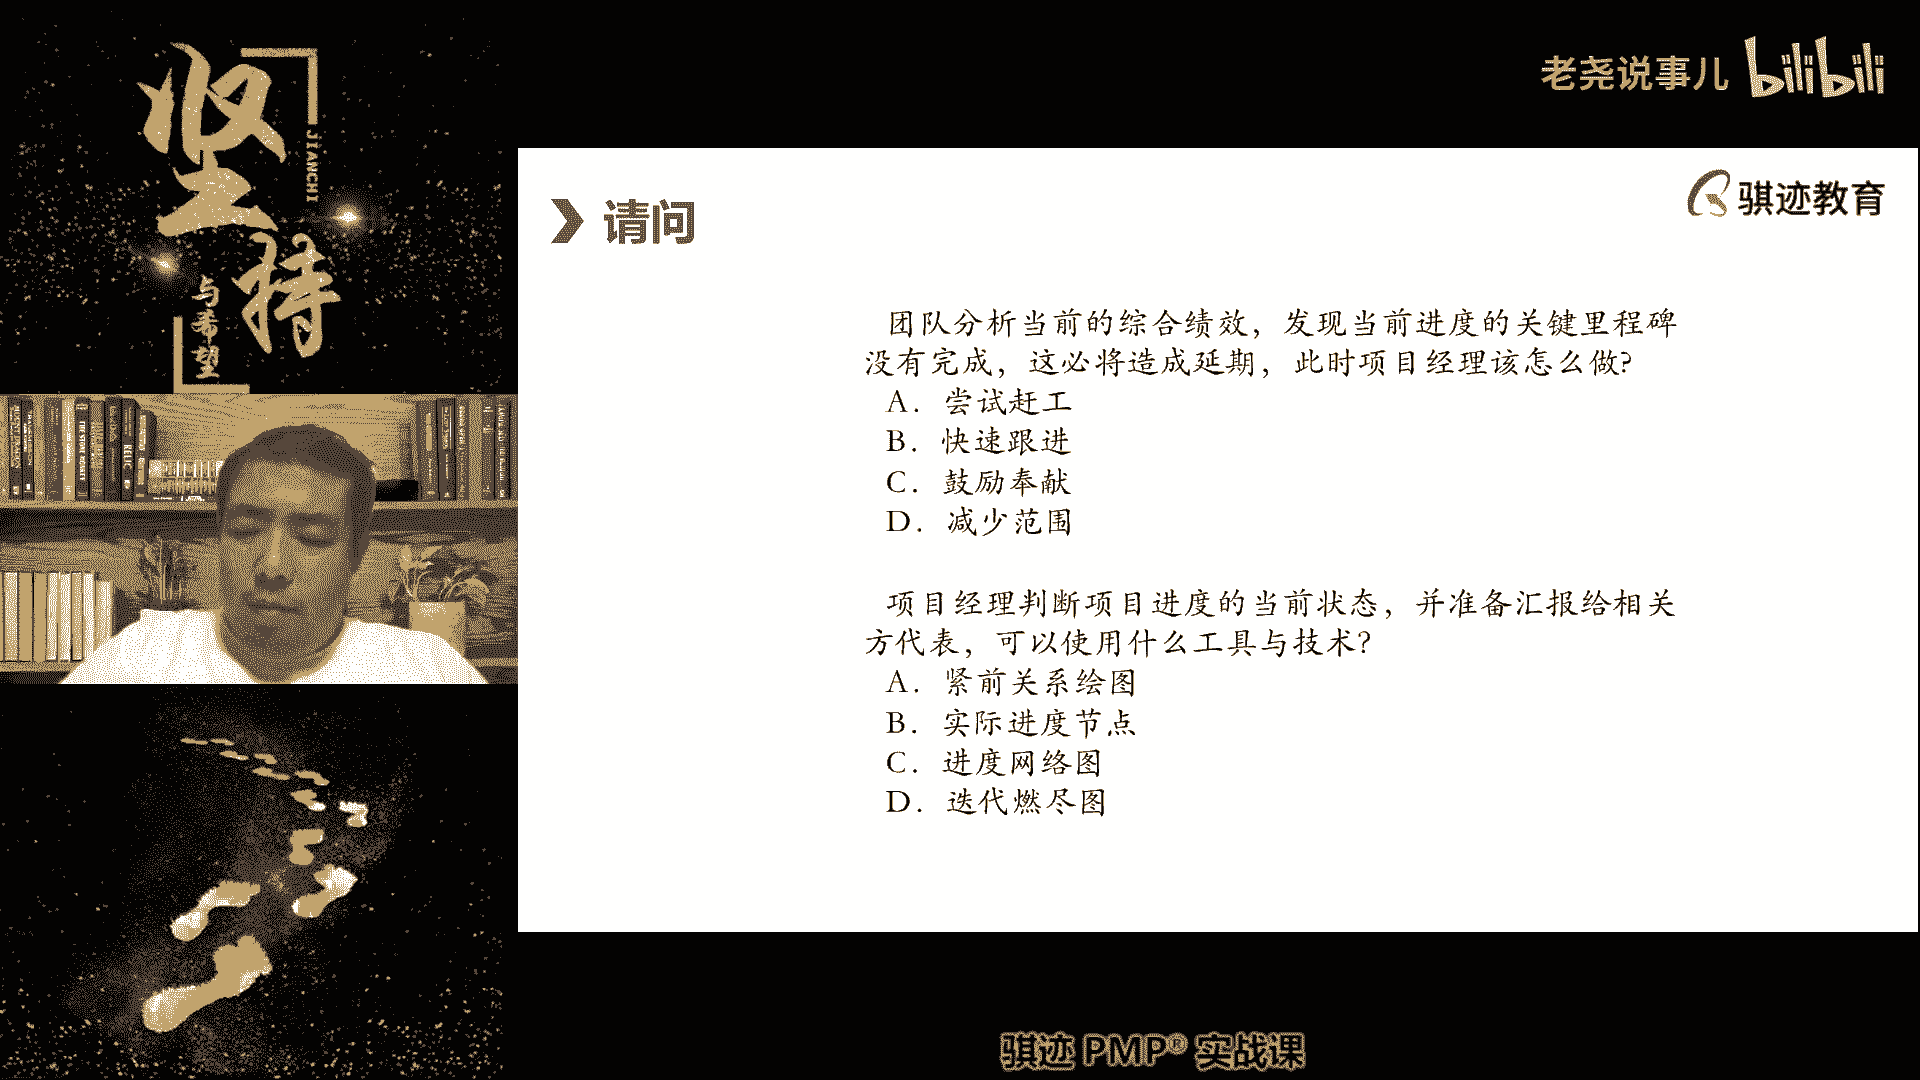 坚
持
JIANCHI
与希望
老尧说事儿 bilibili
骐迹教育
请问
团队分析当前的综合绩效，发现当前进度的关键里程碑
没有完成，这必将造成延期，此时项目经理该怎么做?
A. 尝试赶工
B. 快速跟进
C. 鼓励奉献
D. 减少范围
项目经理判断项目进度的当前状态，并准备汇报给相关
方代表，可以使用什么工具与技术?
A. 紧前关系绘图
B. 实际进度节点
C. 进度网络图
D. 迭代燃尽图
骐迹 PMP® 实战课